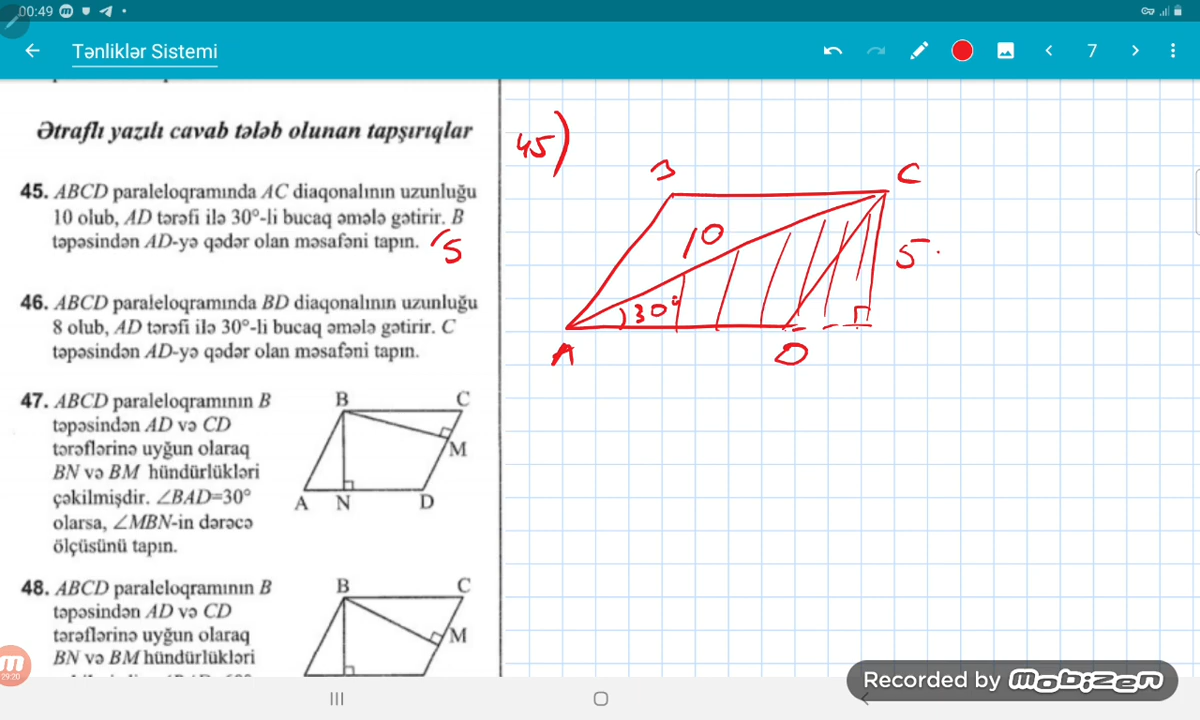 00:49
Tənliklər Sistemi
7
Ətraflı yazılı cavab tələb olunan tapşırıqlar
45. ABCD paraleloqramında AC diaqonalının uzunluğu
10 olub, AD tərəfi ilə 30°-li bucaq əmələ gətirir. B
təpəsindən AD-yə qədər olan məsafəni tapın. 5
46. ABCD paraleloqramında BD diaqonalının uzunluğu
8 olub, AD tərəfi ilə 30°-li bucaq əmələ gətirir. C
təpəsindən AD-yə qədər olan məsafəni tapın.
47. ABCD paraleloqramının B
təpəsindən AD və CD
tərəflərinə uyğun olaraq
BN və BM hündürlükləri
çəkilmişdir. ∠BAD=30°
olarsa, ∠MBN-in dərəcə
ölçüsünü tapın.
B C
M
A N D
48. ABCD paraleloqramının B
təpəsindən AD və CD
tərəflərinə uyğun olaraq
BN və BM hündürlükləri
B C
M
45)
B C
10
5
30°
A D
29:20
Recorded by mobizen